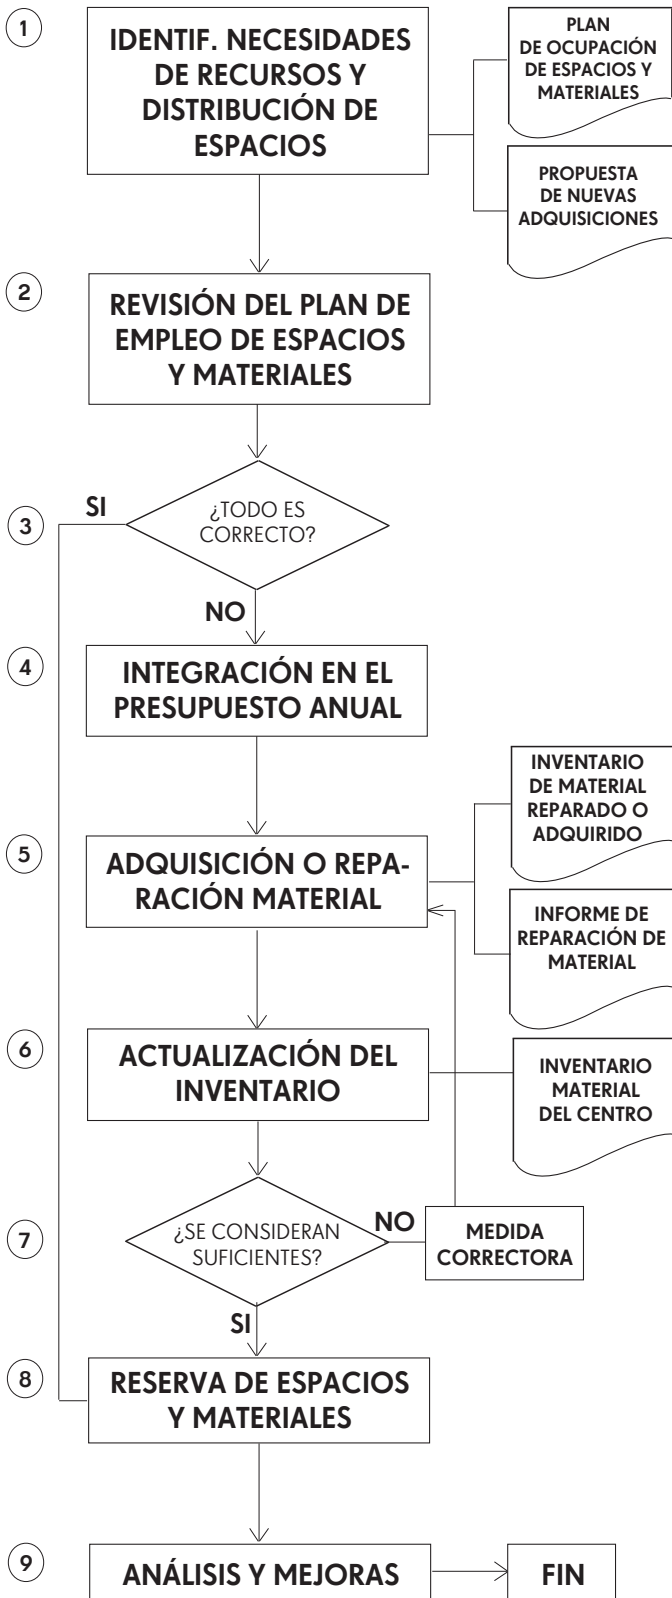 1
IDENTIF. NECESIDADES
DE RECURSOS Y
DISTRIBUCIÓN DE
ESPACIOS
PLAN
DE OCUPACIÓN
DE ESPACIOS Y
MATERIALES
PROPUESTA
DE NUEVAS
ADQUISICIONES
2
REVISIÓN DEL PLAN DE
EMPLEO DE ESPACIOS
Y MATERIALES
3
SI
¿TODO ES
CORRECTO?
NO
4
INTEGRACIÓN EN EL
PRESUPUESTO ANUAL
5
ADQUISICIÓN O REPA-
RACIÓN MATERIAL
INVENTARIO
DE MATERIAL
REPARADO O
ADQUIRIDO
INFORME DE
REPARACIÓN DE
MATERIAL
6
ACTUALIZACIÓN DEL
INVENTARIO
INVENTARIO
MATERIAL
DEL CENTRO
7
¿SE CONSIDERAN
SUFICIENTES?
NO
MEDIDA
CORRECTORA
SI
8
RESERVA DE ESPACIOS
Y MATERIALES
9
ANÁLISIS Y MEJORAS
FIN